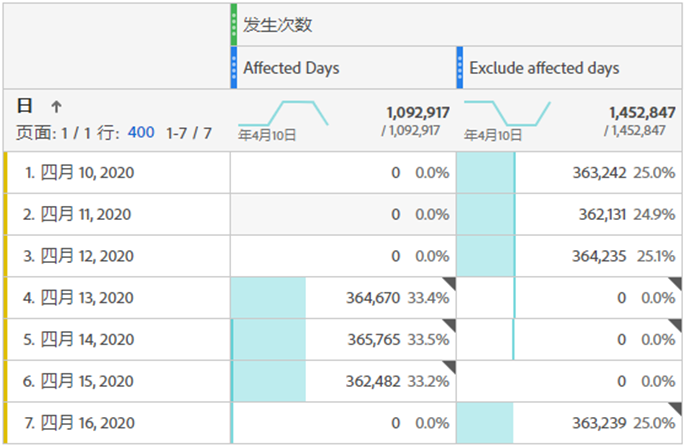 发生次数
Affected Days Exclude affected days
日 ↑
页面: 1 / 1 行: 400 1-7 / 7
年4月10日 1,092,917 / 1,092,917
年4月10日 1,452,847 / 1,452,847
1. 四月 10, 2020 0 0.0% 363,242 25.0%
2. 四月 11, 2020 0 0.0% 362,131 24.9%
3. 四月 12, 2020 0 0.0% 364,235 25.1%
4. 四月 13, 2020 364,670 33.4% 0 0.0%
5. 四月 14, 2020 365,765 33.5% 0 0.0%
6. 四月 15, 2020 362,482 33.2% 0 0.0%
7. 四月 16, 2020 0 0.0% 363,239 25.0%